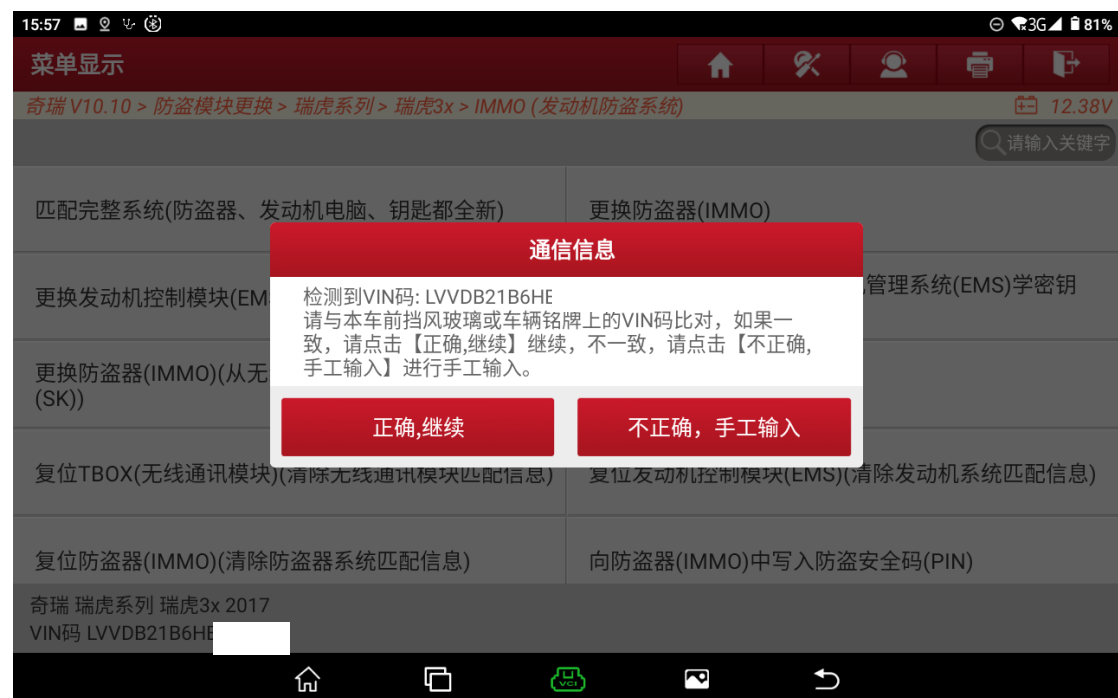 15:57
3G
81%
菜单显示
奇瑞 V10.10 > 防盗模块更换 > 瑞虎系列 > 瑞虎3x > IMMO (发动机防盗系统)
12.38V
请输入关键字
匹配完整系统(防盗器、发动机电脑、钥匙都全新)
更换防盗器(IMMO)
通信信息
更换发动机控制模块(EM
管理系统(EMS)学密钥
检测到VIN码: LVVDB21B6HE
请与本车前挡风玻璃或车辆铭牌上的VIN码比对，如果一
致，请点击【正确,继续】继续，不一致，请点击【不正确,
手工输入】进行手工输入。
更换防盗器(IMMO)(从无
(SK))
正确,继续
不正确，手工输入
复位TBOX(无线通讯模块)(清除无线通讯模块匹配信息)
复位发动机控制模块(EMS)(清除发动机系统匹配信息)
复位防盗器(IMMO)(清除防盗器系统匹配信息)
向防盗器(IMMO)中写入防盗安全码(PIN)
奇瑞 瑞虎系列 瑞虎3x 2017
VIN码 LVVDB21B6HE
VCI